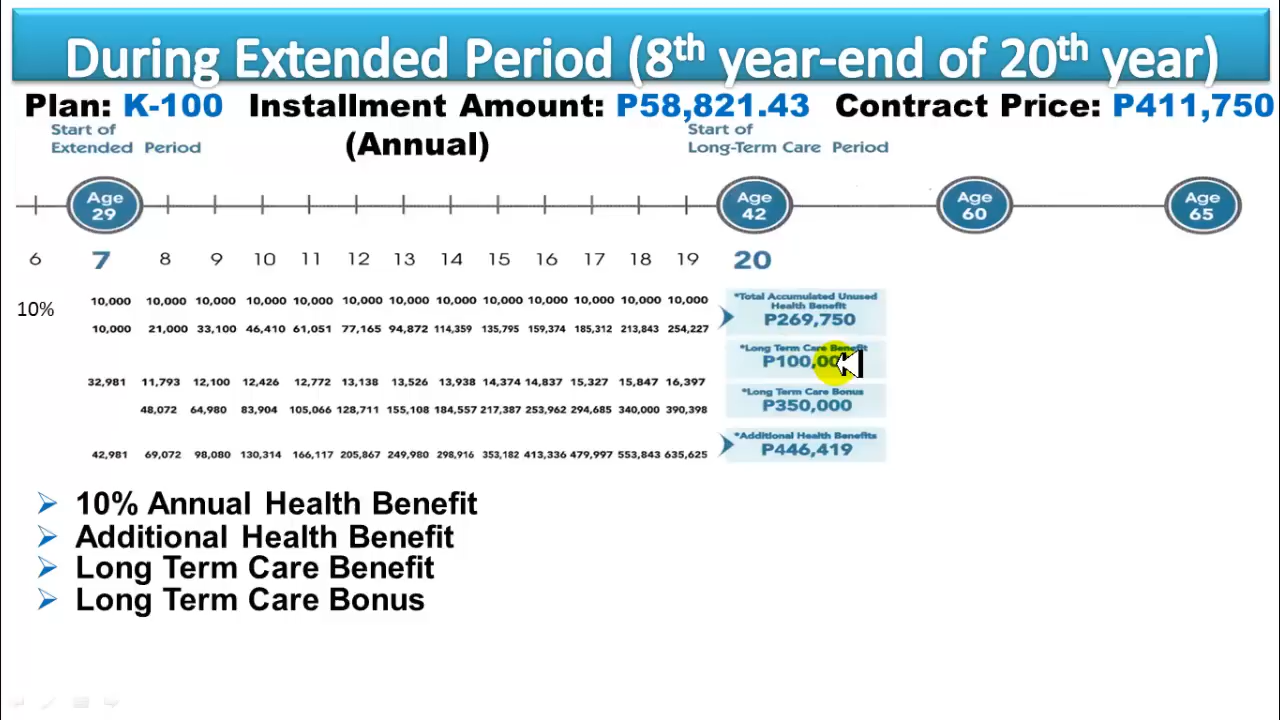 During Extended Period (8th year-end of 20th year)
Plan: K-100 Installment Amount: P58,821.43 Contract Price: P411,750
(Annual)
Start of
Extended Period
Start of
Long-Term Care Period
Age
29
Age
42
Age
60
Age
65
6 7 8 9 10 11 12 13 14 15 16 17 18 19 20
10%
10,000 10,000 10,000 10,000 10,000 10,000 10,000 10,000 10,000 10,000 10,000 10,000 10,000
10,000 21,000 33,100 46,410 61,051 77,165 94,872 114,359 135,795 159,374 185,312 213,843 254,227
32,981 11,793 12,100 12,426 12,772 13,138 13,526 13,938 14,374 14,837 15,327 15,847 16,397
48,072 64,980 83,904 105,066 128,711 155,108 184,557 217,387 253,962 294,685 340,000 390,398
42,981 69,072 98,080 130,314 166,117 205,867 249,980 298,916 353,182 413,336 479,997 553,843 635,625
*Total Accumulated Unused
Health Benefit
P269,750
*Long Term Care Benefit
P100,00
*Long Term Care Bonus
P350,000
*Additional Health Benefits
P446,419
10% Annual Health Benefit
Additional Health Benefit
Long Term Care Benefit
Long Term Care Bonus